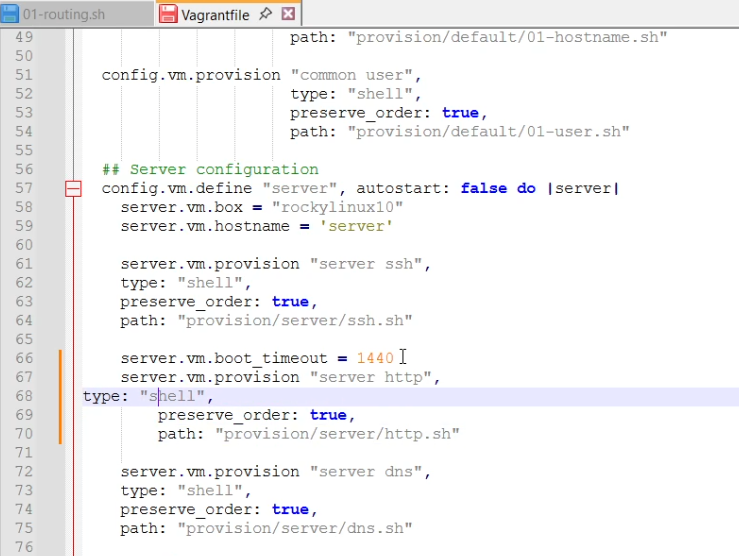 01-routing.sh Vagrantfile
49 path: "provision/default/01-hostname.sh"
50
51 config.vm.provision "common user",
52 type: "shell",
53 preserve_order: true,
54 path: "provision/default/01-user.sh"
55
56 ## Server configuration
57 config.vm.define "server", autostart: false do |server|
58 server.vm.box = "rockylinux10"
59 server.vm.hostname = 'server'
60
61 server.vm.provision "server ssh",
62 type: "shell",
63 preserve_order: true,
64 path: "provision/server/ssh.sh"
65
66 server.vm.boot_timeout = 1440
67 server.vm.provision "server http",
68 type: "shell",
69 preserve_order: true,
70 path: "provision/server/http.sh"
71
72 server.vm.provision "server dns",
73 type: "shell",
74 preserve_order: true,
75 path: "provision/server/dns.sh"
76